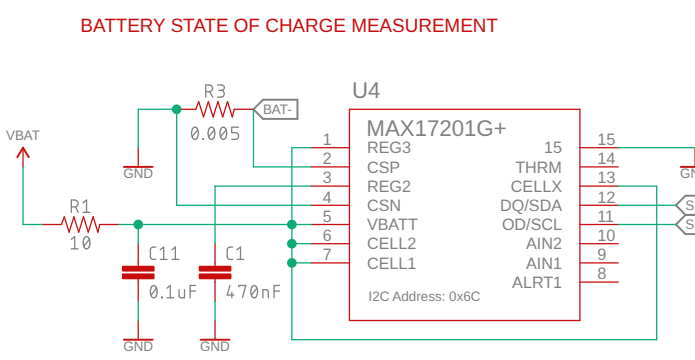 BATTERY STATE OF CHARGE MEASUREMENT
U4
R3
BAT-
0.005
VBAT
GND
R1
10
C11
0.1uF
GND
C1
470nF
GND
MAX17201G+
1 REG3
2 CSP
3 REG2
4 CSN
5 VBATT
6 CELL2
7 CELL1
15 15
THRM 14
CELLX 13
DQ/SDA 12
OD/SCL 11
AIN2 10
AIN1 9
ALRT1 8
I2C Address: 0x6C
S
S